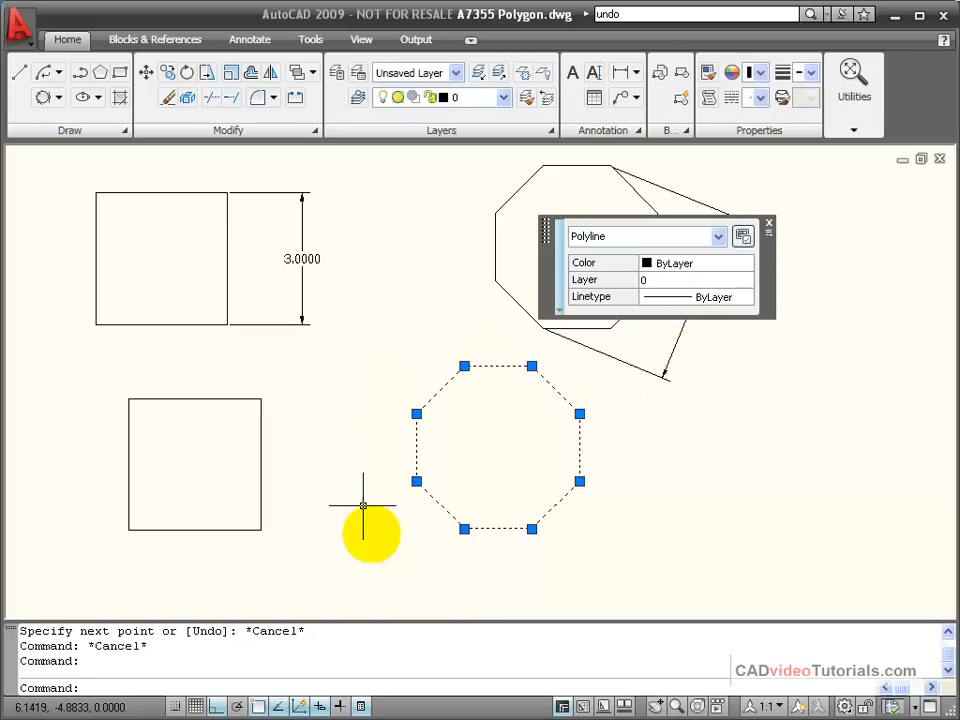 AutoCAD 2009 - NOT FOR RESALE A7355 Polygon.dwg
undo
Home
Blocks & References
Annotate
Tools
View
Output
Unsaved Layer
0
Utilities
Draw
Modify
Layers
Annotation
B...
Properties
3.0000
Polyline
Color
ByLayer
Layer
0
Linetype
ByLayer
Specify next point or [Undo]: *Cancel*
Command: *Cancel*
Command:
Command:
CADvideoTutorials.com
6.1419, -4.8833, 0.0000
1:1